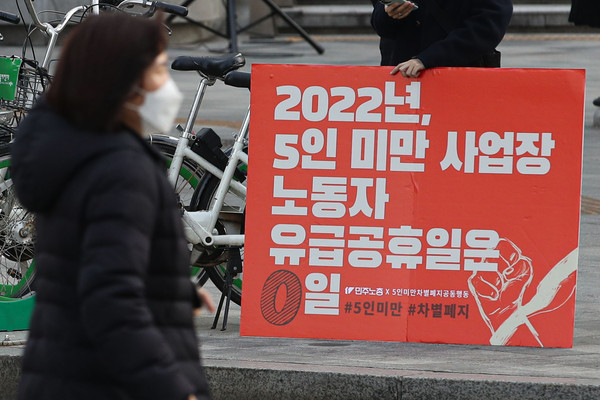 2022년,
5인 미만 사업장
노동자
유급공휴일은
0일
민주노총 X 5인미만차별폐지공동행동
#5인미만 #차별폐지